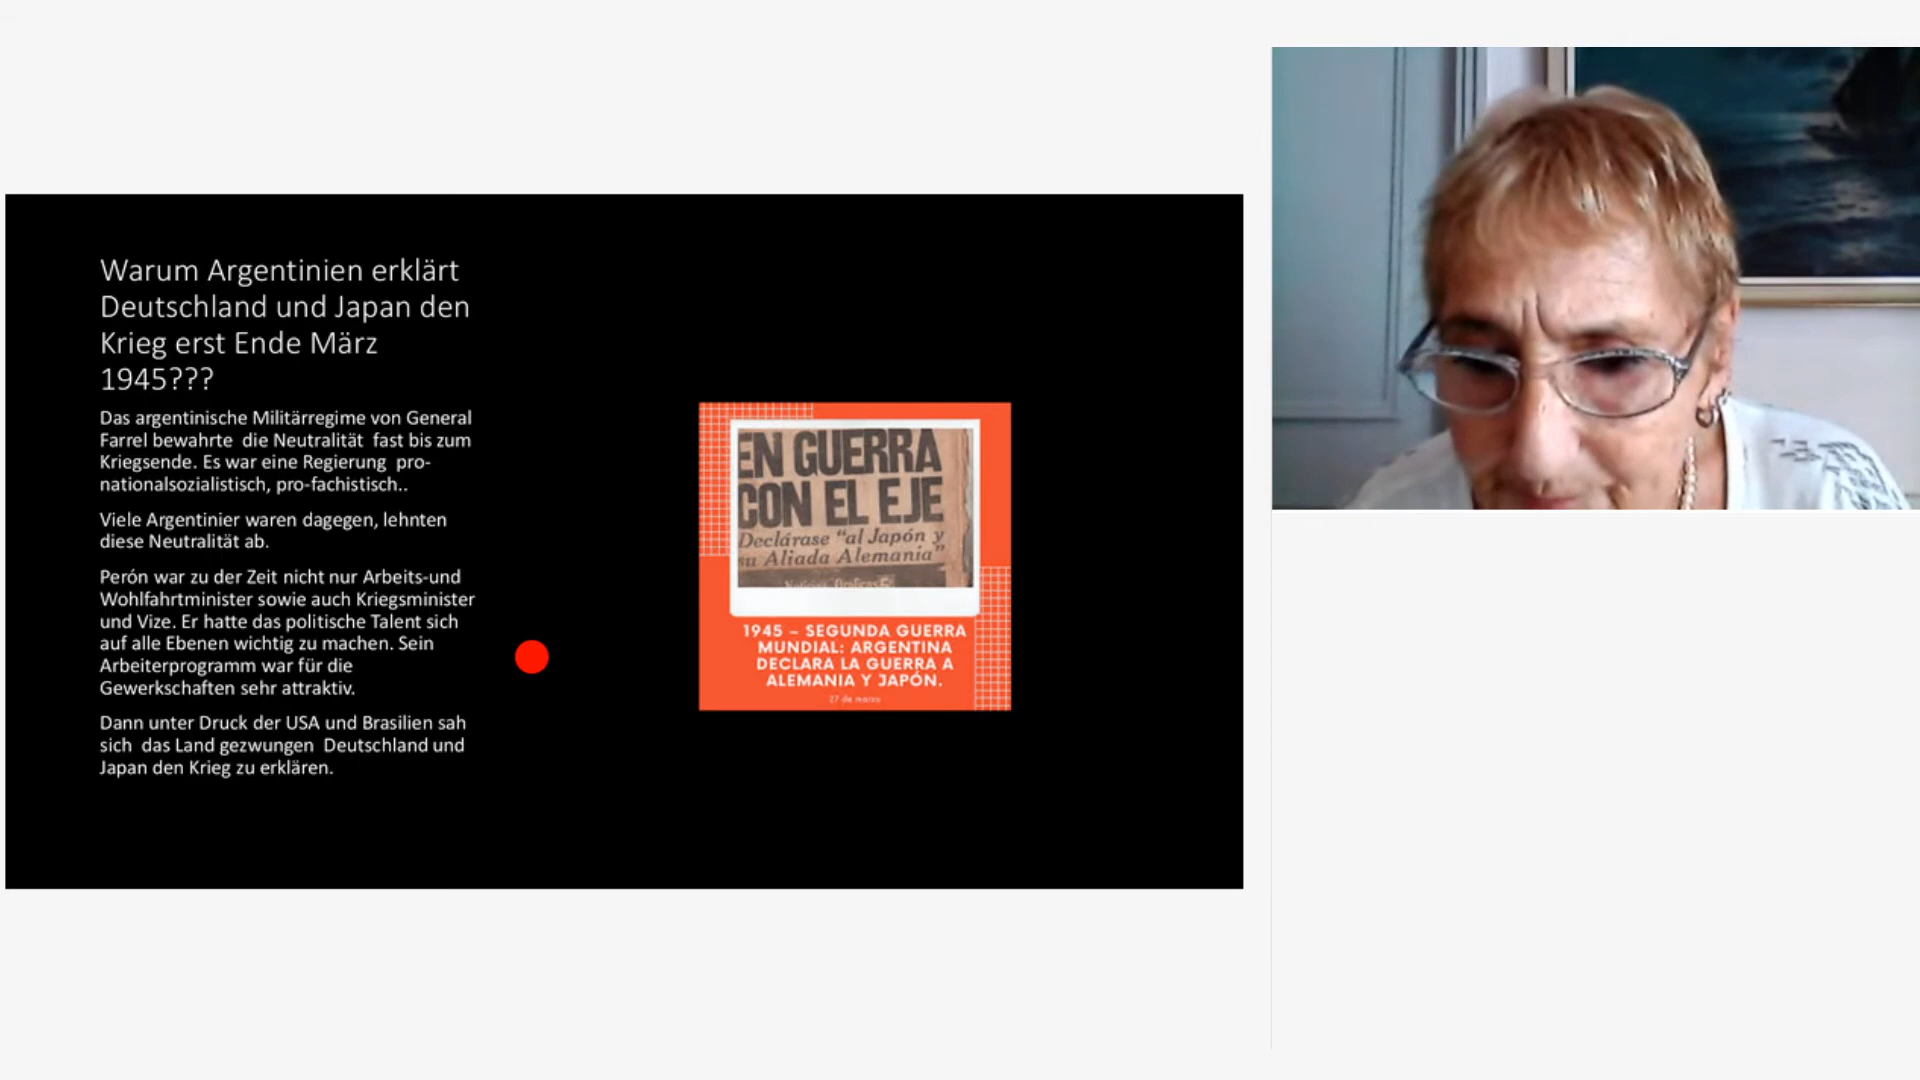 Warum Argentinien erklärt
Deutschland und Japan den
Krieg erst Ende März
1945???
Das argentinische Militärregime von General
Farrel bewahrte die Neutralität fast bis zum
Kriegsende. Es war eine Regierung pro-
nationalsozialistisch, pro-fachistisch..
Viele Argentinier waren dagegen, lehnten
diese Neutralität ab.
Perón war zu der Zeit nicht nur Arbeits-und
Wohlfahrtminister sowie auch Kriegsminister
und Vize. Er hatte das politische Talent sich
auf alle Ebenen wichtig zu machen. Sein
Arbeiterprogramm war für die
Gewerkschaften sehr attraktiv.
Dann unter Druck der USA und Brasilien sah
sich das Land gezwungen Deutschland und
Japan den Krieg zu erklären.
EN GUERRA
CON EL EJE
Declárase "al Japón y
su Aliada Alemania"
Noticias Graficas
1945 – SEGUNDA GUERRA
MUNDIAL: ARGENTINA
DECLARA LA GUERRA A
ALEMANIA Y JAPÓN.
27 de marzo